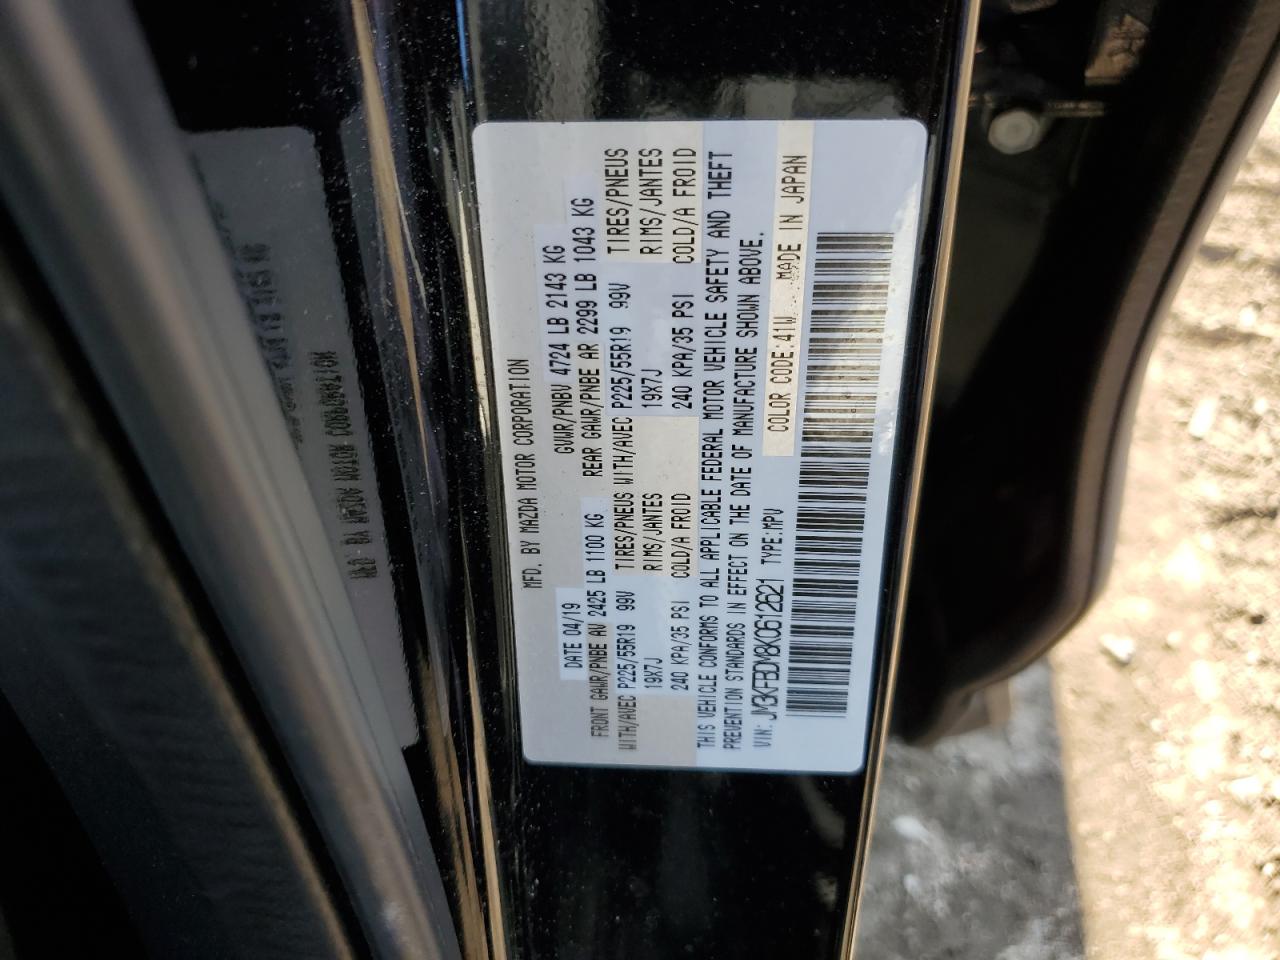 MFD. BY MAZDA MOTOR CORPORATION
DATE 04/19 GVWR/PNBV 4724 LB 2143 KG
FRONT GAWR/PNBE AV 2425 LB 1100 KG REAR GAWR/PNBE AR 2299 LB 1043 KG
WITH/AVEC P225/55R19 99V TIRES/PNEUS WITH/AVEC P225/55R19 99V TIRES/PNEUS
19X7J RIMS/JANTES 19X7J RIMS/JANTES
240 KPA/35 PSI COLD/A FROID 240 KPA/35 PSI COLD/A FROID
THIS VEHICLE CONFORMS TO ALL APPLICABLE FEDERAL MOTOR VEHICLE SAFETY AND THEFT
PREVENTION STANDARDS IN EFFECT ON THE DATE OF MANUFACTURE SHOWN ABOVE.
VIN: JM3KFBDM8K0612621 TYPE:MPV COLOR CODE:41W MADE IN JAPAN